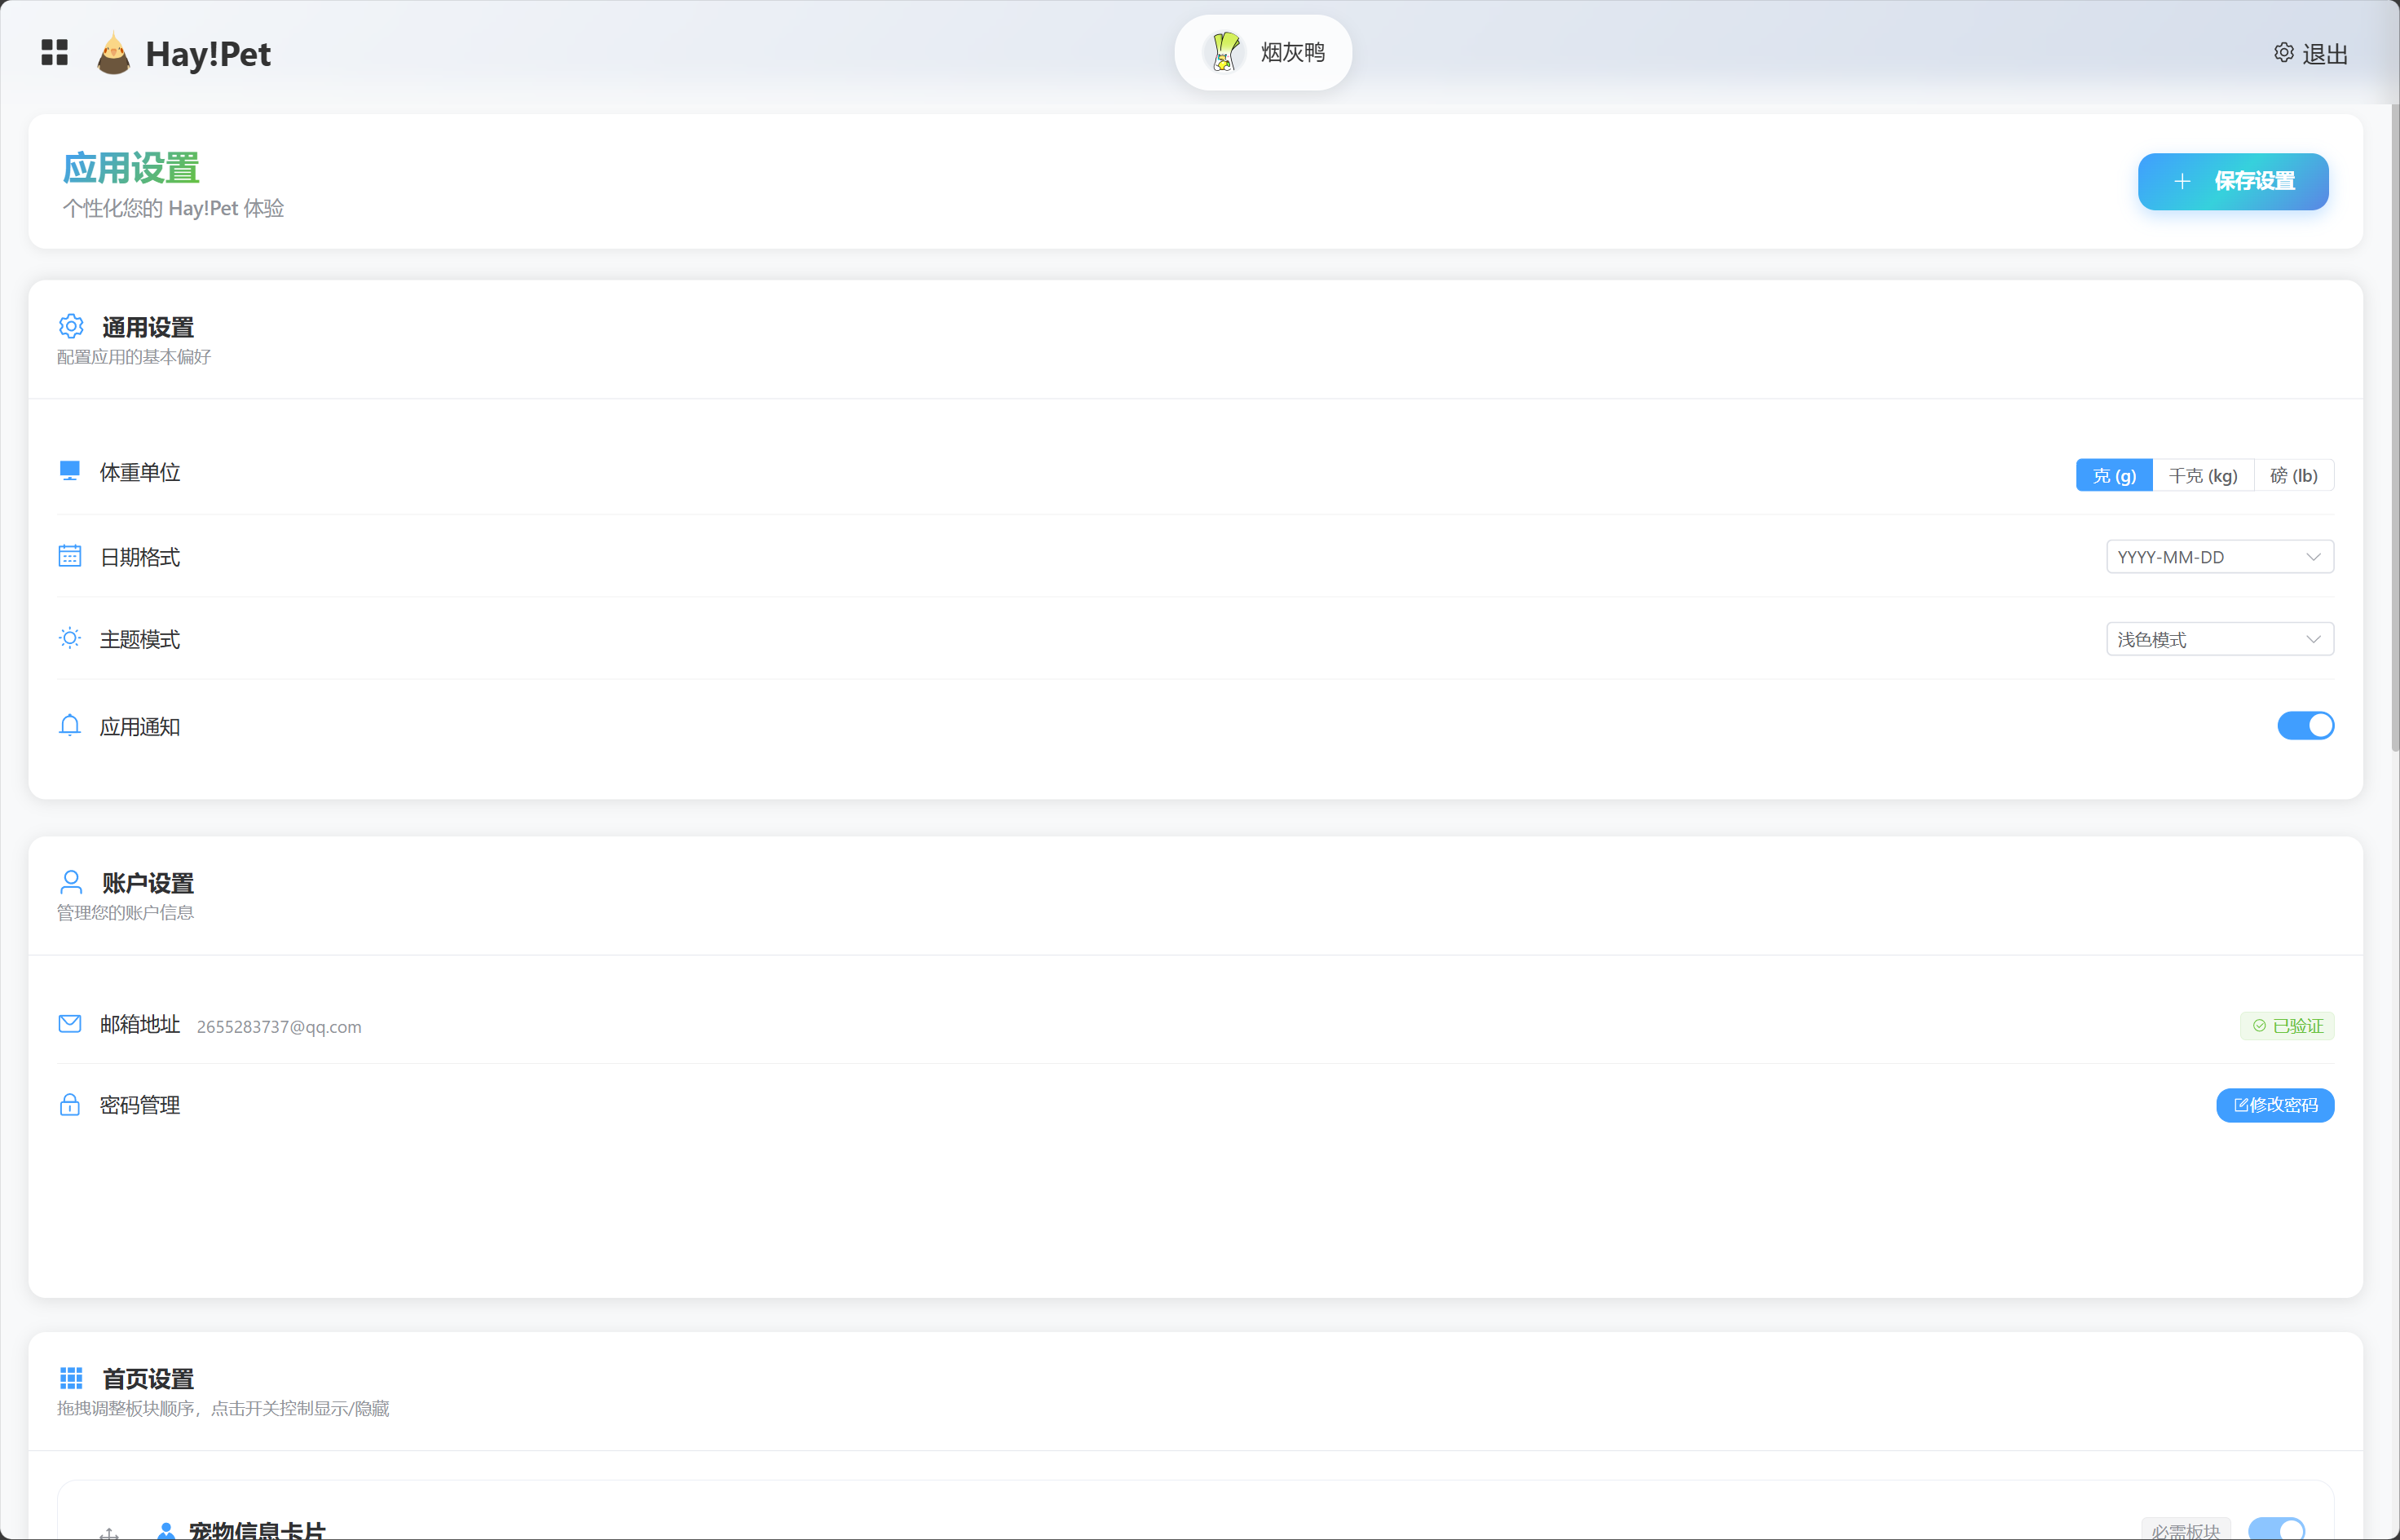 Hay!Pet
烟灰鸭
退出
应用设置
个性化您的 Hay!Pet 体验
保存设置
通用设置
配置应用的基本偏好
体重单位
克 (g) 千克 (kg) 磅 (lb)
日期格式
YYYY-MM-DD
主题模式
浅色模式
应用通知
账户设置
管理您的账户信息
邮箱地址 2655283737@qq.com
已验证
密码管理
修改密码
首页设置
拖拽调整板块顺序，点击开关控制显示/隐藏
宠物信息卡片
必需板块